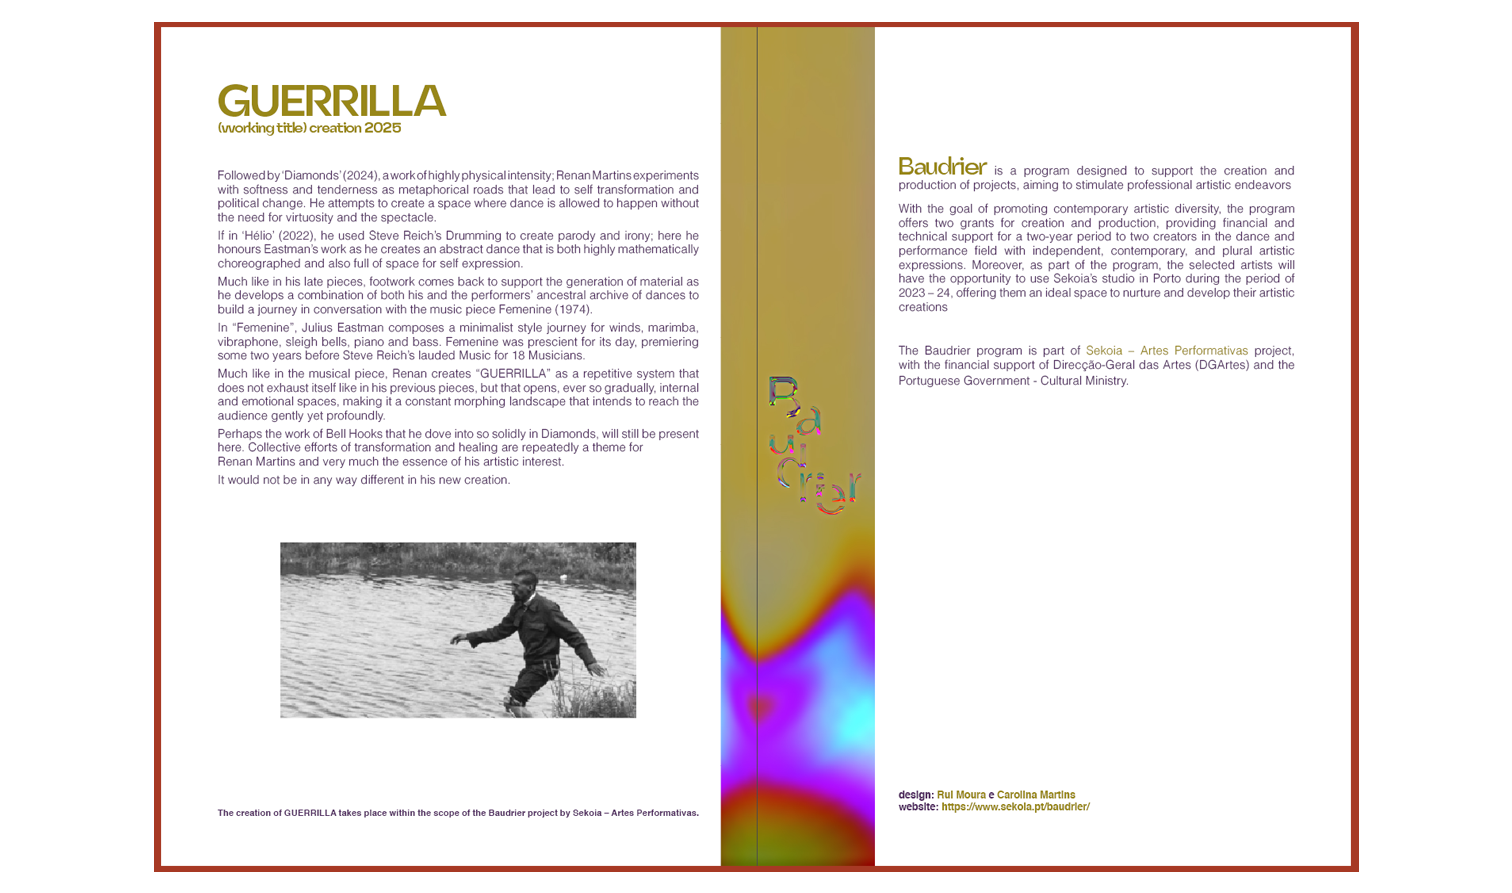 GUERRILLA
(working title) creation 2025
Followed by 'Diamonds' (2024), a work of highly physical intensity; Renan Martins experiments
with softness and tenderness as metaphorical roads that lead to self transformation and
political change. He attempts to create a space where dance is allowed to happen without
the need for virtuosity and the spectacle.
If in 'Hélio' (2022), he used Steve Reich's Drumming to create parody and irony; here he
honours Eastman's work as he creates an abstract dance that is both highly mathematically
choreographed and also full of space for self expression.
Much like in his late pieces, footwork comes back to support the generation of material as
he develops a combination of both his and the performers' ancestral archive of dances to
build a journey in conversation with the music piece Femenine (1974).
In "Femenine", Julius Eastman composes a minimalist style journey for winds, marimba,
vibraphone, sleigh bells, piano and bass. Femenine was prescient for its day, premiering
some two years before Steve Reich's lauded Music for 18 Musicians.
Much like in the musical piece, Renan creates "GUERRILLA" as a repetitive system that
does not exhaust itself like in his previous pieces, but that opens, ever so gradually, internal
and emotional spaces, making it a constant morphing landscape that intends to reach the
audience gently yet profoundly.
Perhaps the work of Bell Hooks that he dove into so solidly in Diamonds, will still be present
here. Collective efforts of transformation and healing are repeatedly a theme for
Renan Martins and very much the essence of his artistic interest.
It would not be in any way different in his new creation.
The creation of GUERRILLA takes place within the scope of the Baudrier project by Sekoia – Artes Performativas.
Baudrier
Baudrier is a program designed to support the creation and
production of projects, aiming to stimulate professional artistic endeavors
With the goal of promoting contemporary artistic diversity, the program
offers two grants for creation and production, providing financial and
technical support for a two-year period to two creators in the dance and
performance field with independent, contemporary, and plural artistic
expressions. Moreover, as part of the program, the selected artists will
have the opportunity to use Sekoia's studio in Porto during the period of
2023 – 24, offering them an ideal space to nurture and develop their artistic
creations
The Baudrier program is part of Sekoia – Artes Performativas project,
with the financial support of Direcção-Geral das Artes (DGArtes) and the
Portuguese Government - Cultural Ministry.
design: Rui Moura e Carolina Martins
website: https://www.sekoia.pt/baudrier/